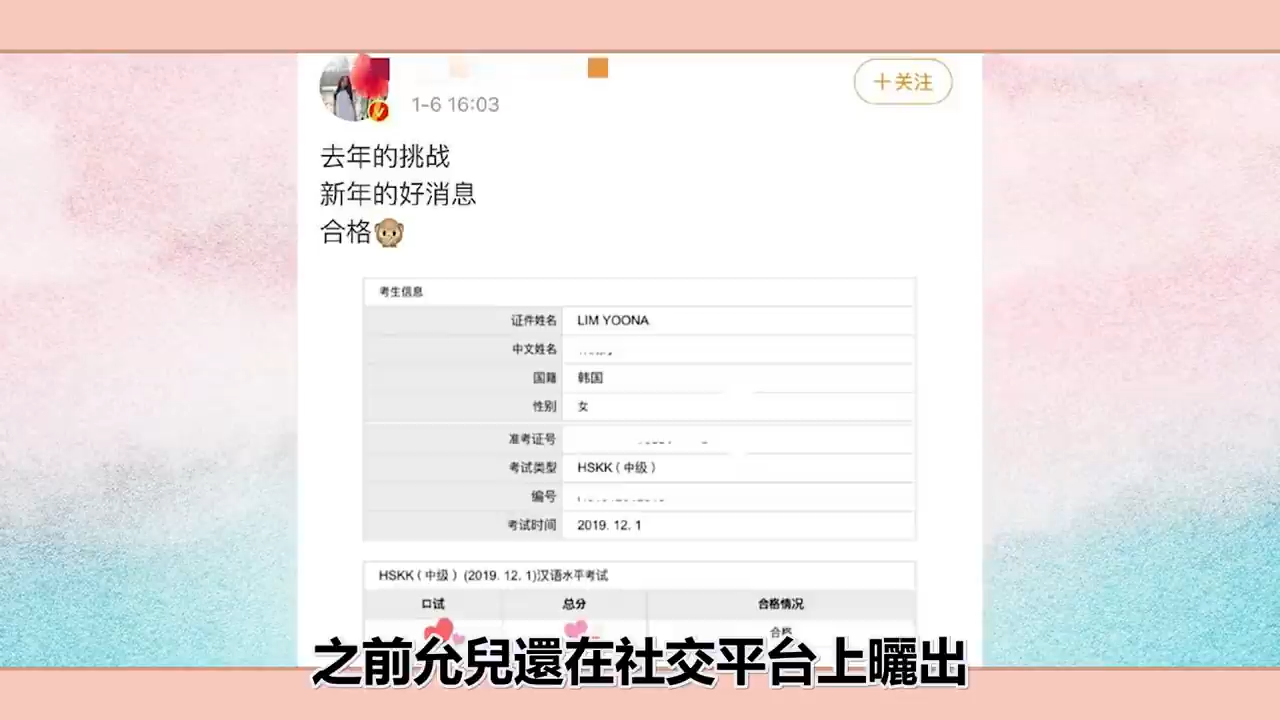 +关注
1-6 16:03
去年的挑战
新年的好消息
合格
考生信息
证件姓名 LIM YOONA
中文姓名
国籍 韩国
性别 女
准考证号
考试类型 HSKK（中级）
编号
考试时间 2019. 12. 1
HSKK（中级）(2019. 12. 1)汉语水平考试
口试 总分 合格情况
合格
之前允兒還在社交平台上曬出